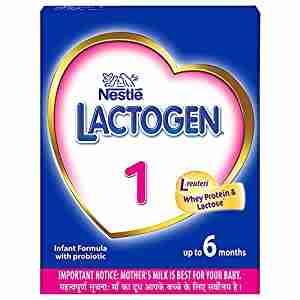 Nestlé
LACTOGEN
1
L.reuteri
Whey Protein &
Lactose
up to 6 months
Infant Formula
with probiotic
IMPORTANT NOTICE: MOTHER'S MILK IS BEST FOR YOUR BABY.
महत्वपूर्ण सूचना: माँ का दूध आपके बच्चे के लिए सर्वोत्तम है।